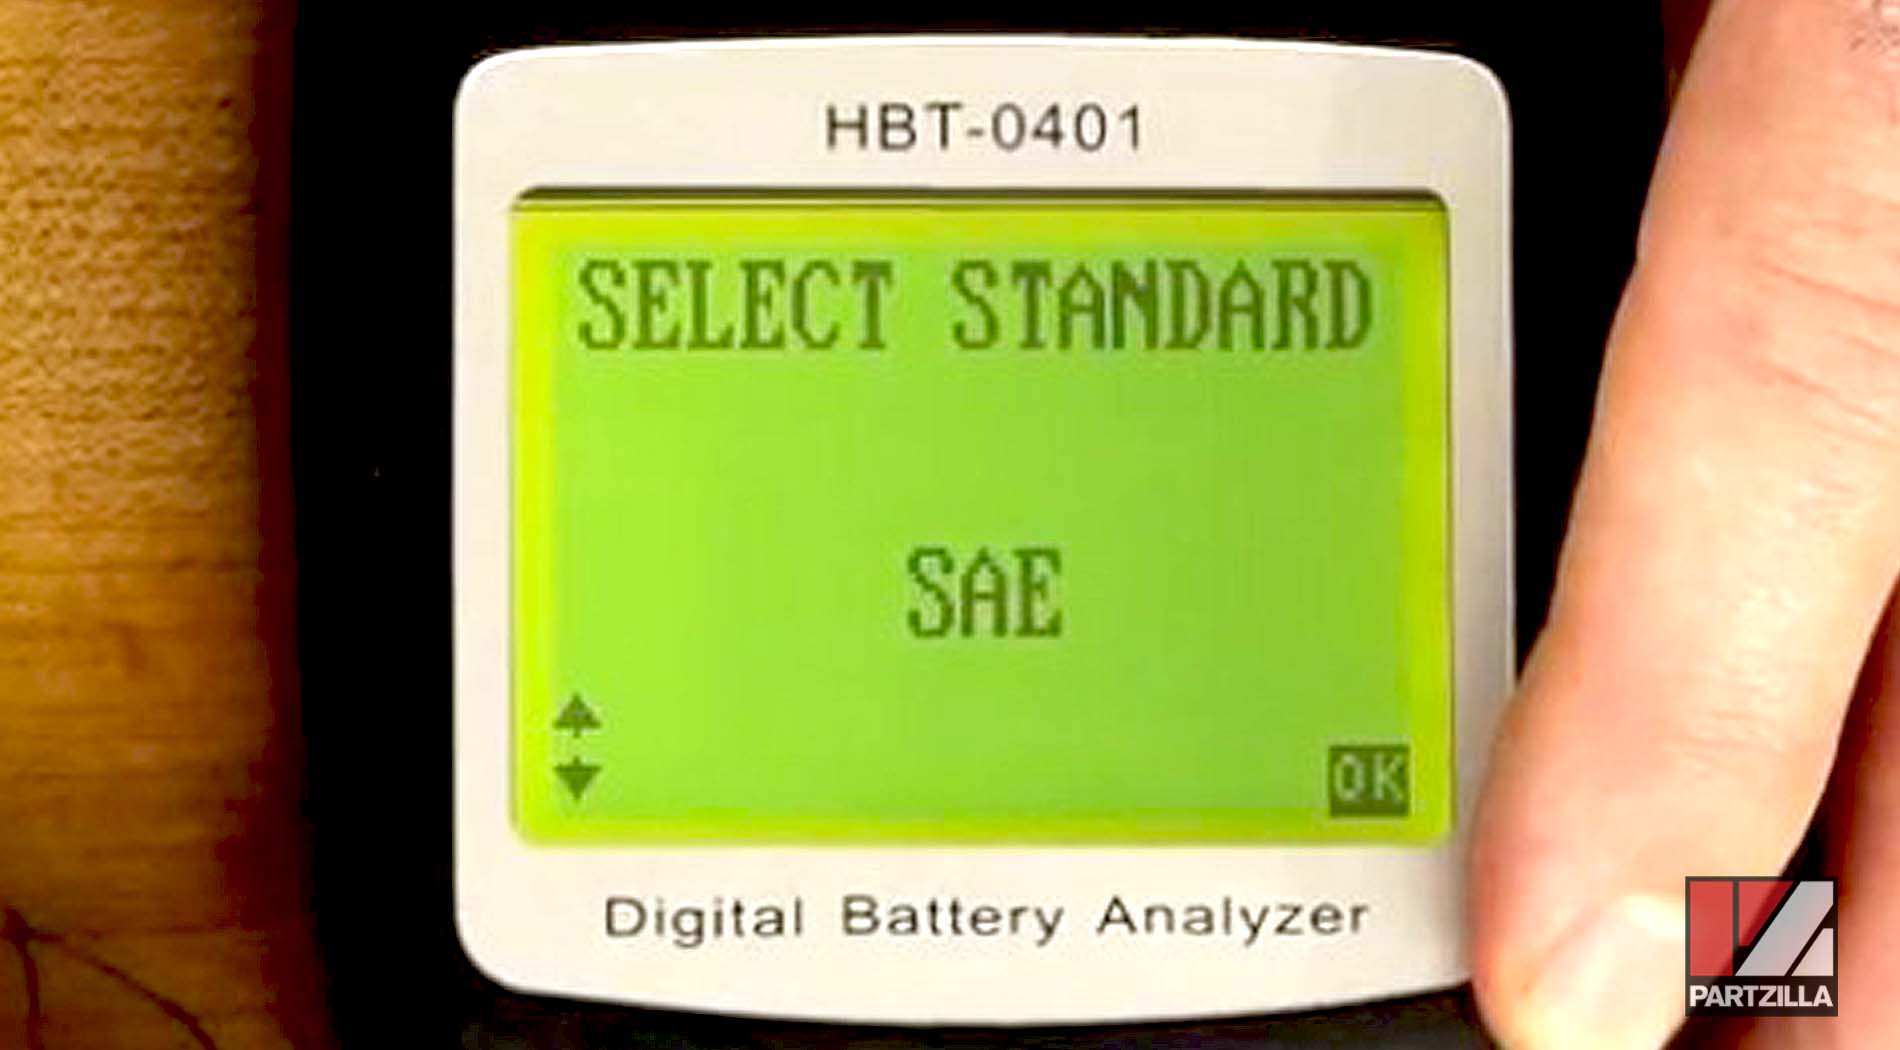 HBT-0401
SELECT STANDARD
SAE
OK
Digital Battery Analyzer
PARTZILLA